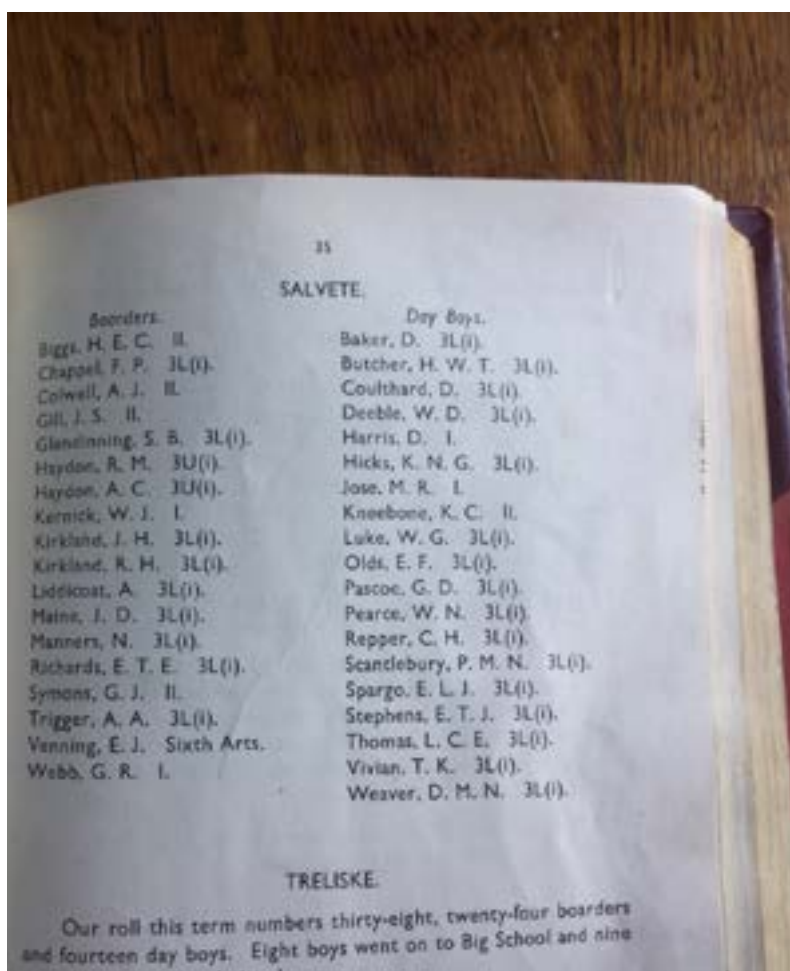 35
SALVETE.
Boarders.
Biggs, H. E. C. II.
Chappel, F. P. 3L(i).
Colwell, A. J. II.
Gill, J. S. II.
Glendinning, S. B. 3L(i).
Haydon, R. M. 3U(i).
Haydon, A. C. 3U(i).
Kernick, W. J. I.
Kirkland, J. H. 3L(i).
Kirkland, R. H. 3L(i).
Liddicoat, A. 3L(i).
Maine, J. D. 3L(i).
Manners, N. 3L(i).
Richards, E. T. E. 3L(i).
Symons, G. J. II.
Trigger, A. A. 3L(i).
Venning, E. J. Sixth Arts.
Webb, G. R. I.
Day Boys.
Baker, D. 3L(i).
Butcher, H. W. T. 3L(i).
Coulthard, D. 3L(i).
Deeble, W. D. 3L(i).
Harris, D. I.
Hicks, K. N. G. 3L(i).
Jose, M. R. I.
Kneebone, K. C. II.
Luke, W. G. 3L(i).
Olds, E. F. 3L(i).
Pascoe, G. D. 3L(i).
Pearce, W. N. 3L(i).
Repper, C. H. 3L(i).
Scantlebury, P. M. N. 3L(i).
Spargo, E. L. J. 3L(i).
Stephens, E. T. J. 3L(i).
Thomas, L. C. E. 3L(i).
Vivian, T. K. 3L(i).
Weaver, D. M. N. 3L(i).
TRELISKE.
Our roll this term numbers thirty-eight, twenty-four boarders
and fourteen day boys. Eight boys went on to Big School and nine